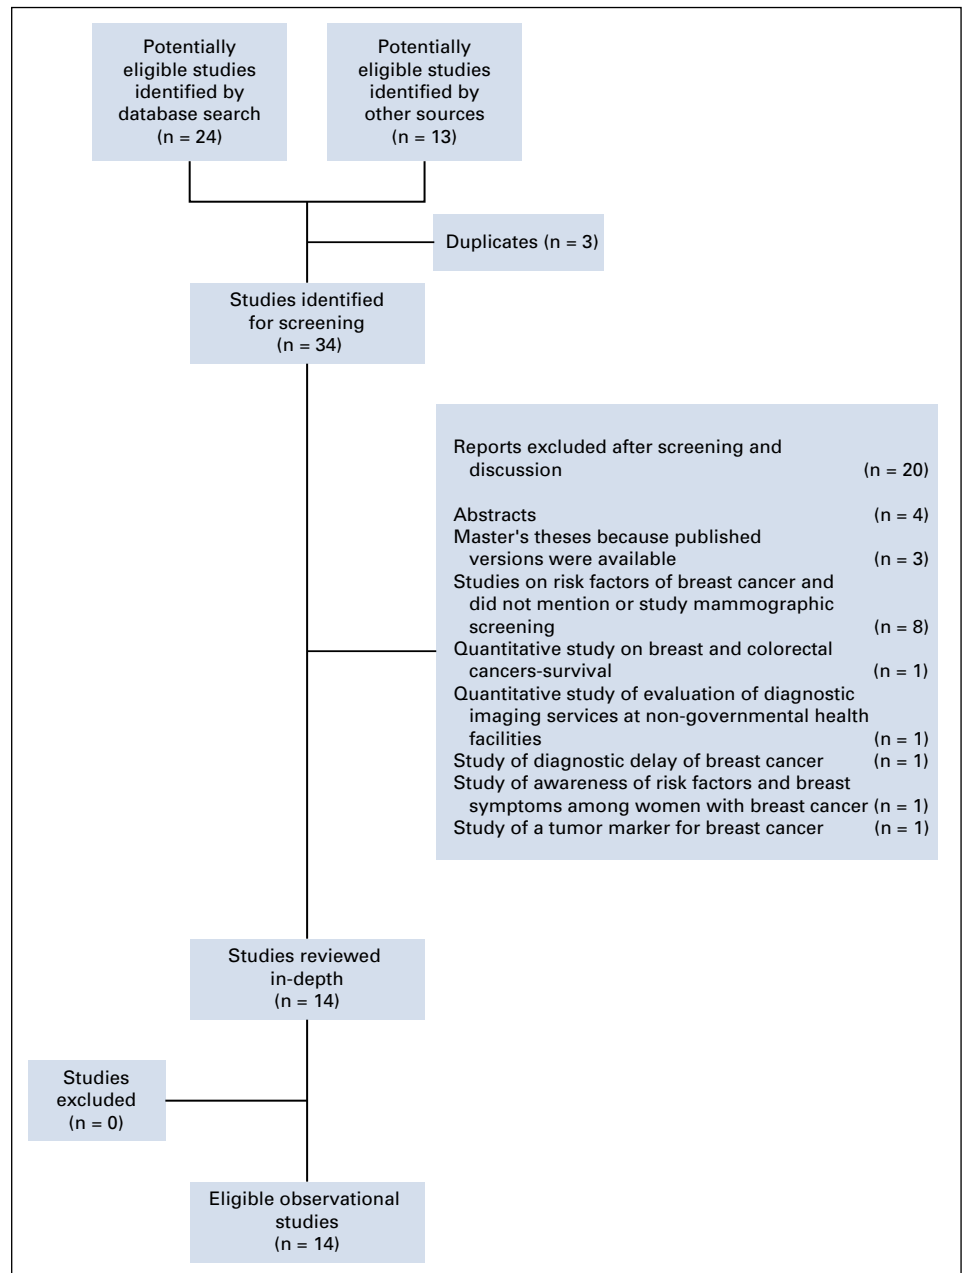 Potentially
eligible studies
identified by
database search
(n = 24)
Potentially
eligible studies
identified by
other sources
(n = 13)
Duplicates (n = 3)
Studies identified
for screening
(n = 34)
Reports excluded after screening and
discussion (n = 20)
Abstracts (n = 4)
Master's theses because published
versions were available (n = 3)
Studies on risk factors of breast cancer and
did not mention or study mammographic
screening (n = 8)
Quantitative study on breast and colorectal
cancers-survival (n = 1)
Quantitative study of evaluation of diagnostic
imaging services at non-governmental health
facilities (n = 1)
Study of diagnostic delay of breast cancer (n = 1)
Study of awareness of risk factors and breast
symptoms among women with breast cancer (n = 1)
Study of a tumor marker for breast cancer (n = 1)
Studies reviewed
in-depth
(n = 14)
Studies
excluded
(n = 0)
Eligible observational
studies
(n = 14)